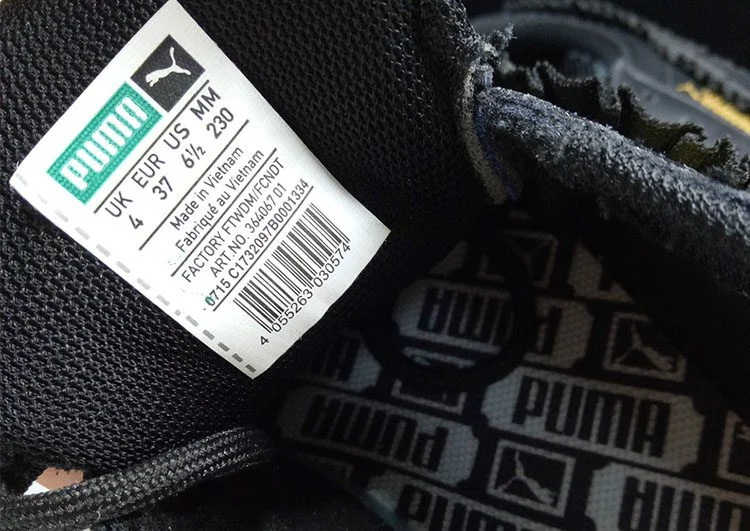 PUMA
UK EUR US MM
4 37 6½ 230
Made in Vietnam
Fabriqué au Vietnam
FACTORY FTWDM/FCNDT
ART.NO. 364067 01
0715 C1732097B0001334
4 055263 030574
PUMA
PUMA
PUMA
PUMA
PUMA